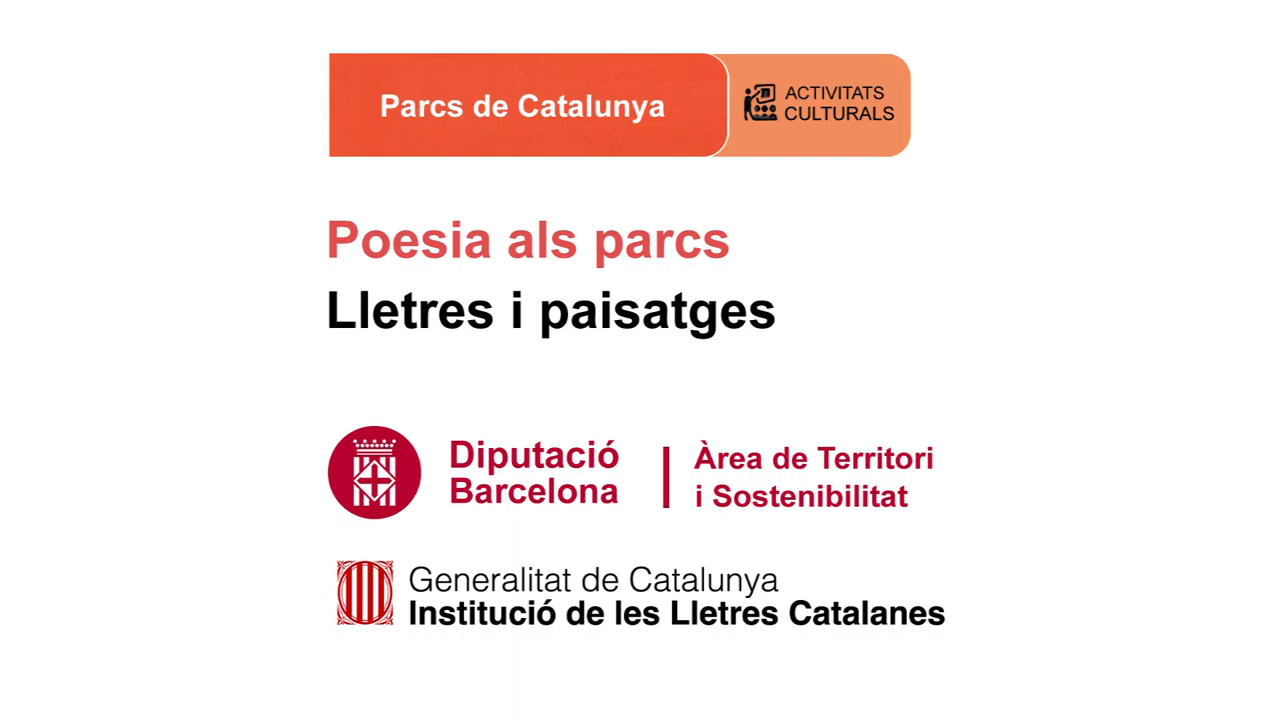 Parcs de Catalunya
ACTIVITATS
CULTURALS
Poesia als parcs
Lletres i paisatges
Diputació
Barcelona
Àrea de Territori
i Sostenibilitat
Generalitat de Catalunya
Institució de les Lletres Catalanes